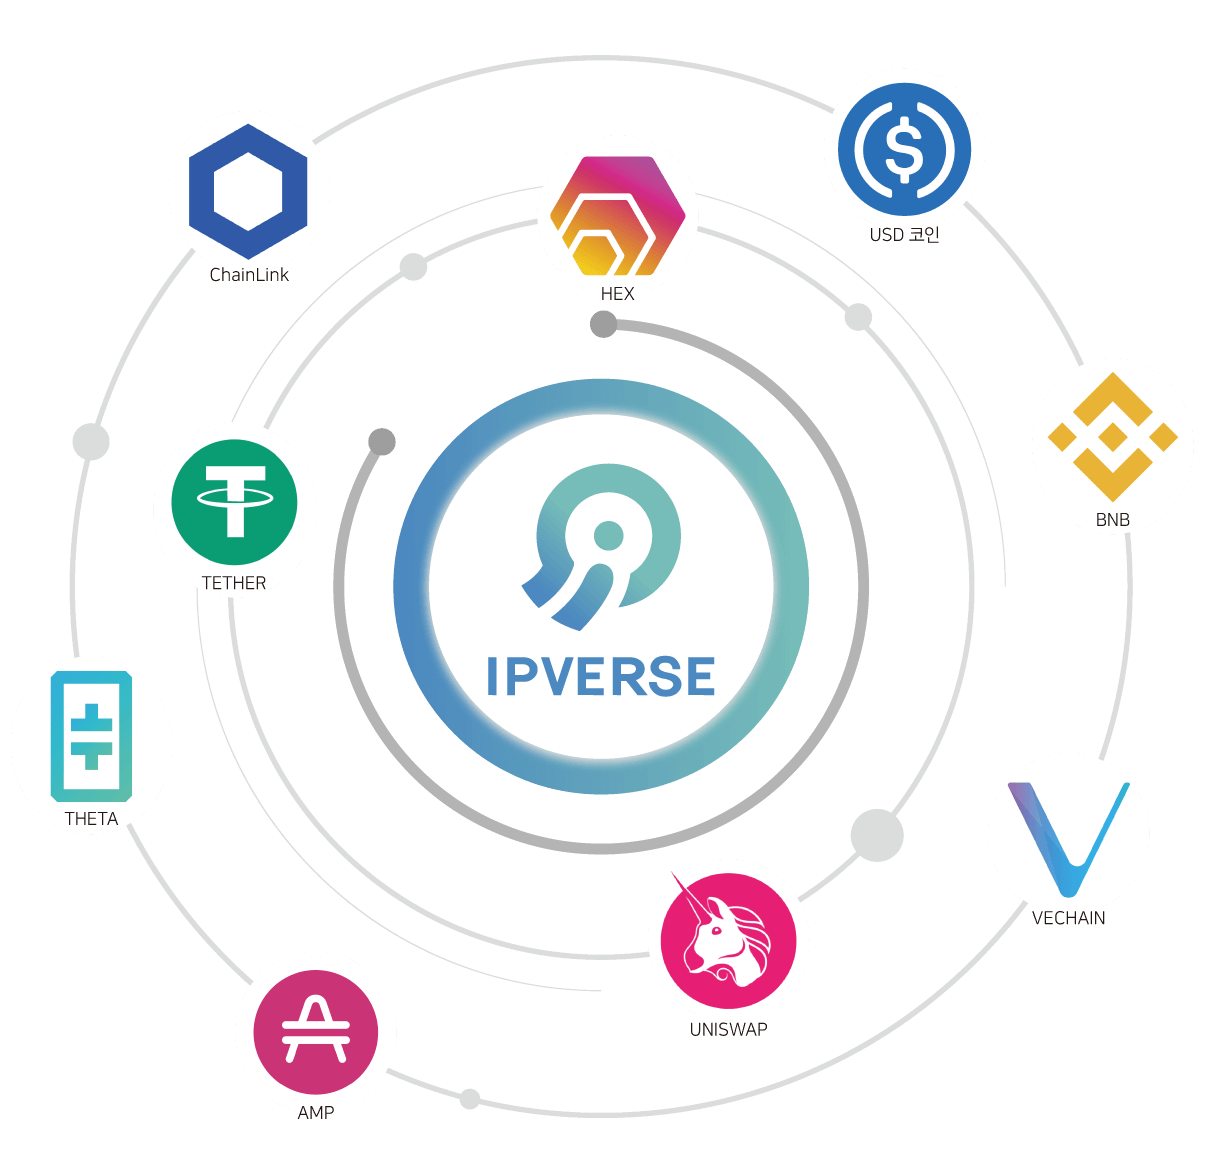 USD 코인
ChainLink
HEX
BNB
TETHER
IPVERSE
THETA
VECHAIN
UNISWAP
AMP